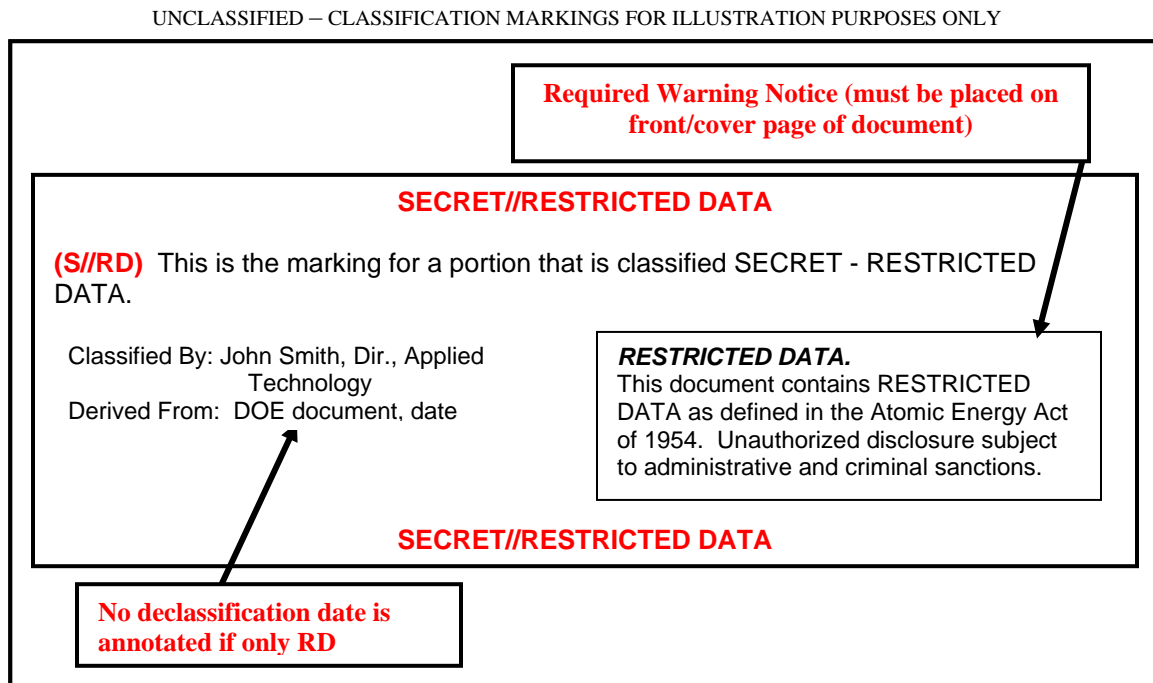 UNCLASSIFIED – CLASSIFICATION MARKINGS FOR ILLUSTRATION PURPOSES ONLY
Required Warning Notice (must be placed on
front/cover page of document)
SECRET//RESTRICTED DATA
(S//RD) This is the marking for a portion that is classified SECRET - RESTRICTED
DATA.
Classified By: John Smith, Dir., Applied
Technology
Derived From: DOE document, date
RESTRICTED DATA.
This document contains RESTRICTED
DATA as defined in the Atomic Energy Act
of 1954. Unauthorized disclosure subject
to administrative and criminal sanctions.
SECRET//RESTRICTED DATA
No declassification date is
annotated if only RD